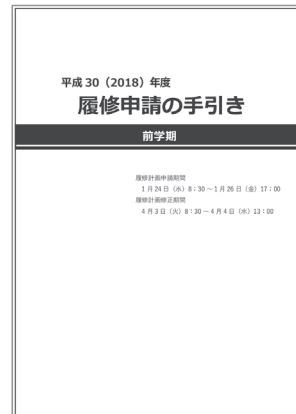 平成 30（2018）年度
履修申請の手引き
前学期
履修計画申請期間
1 月 24 日（水）8：30 ～ 1 月 26 日（金）17：00
履修計画修正期間
4 月 3 日（火）8：30 ～ 4 月 4 日（水）13：00